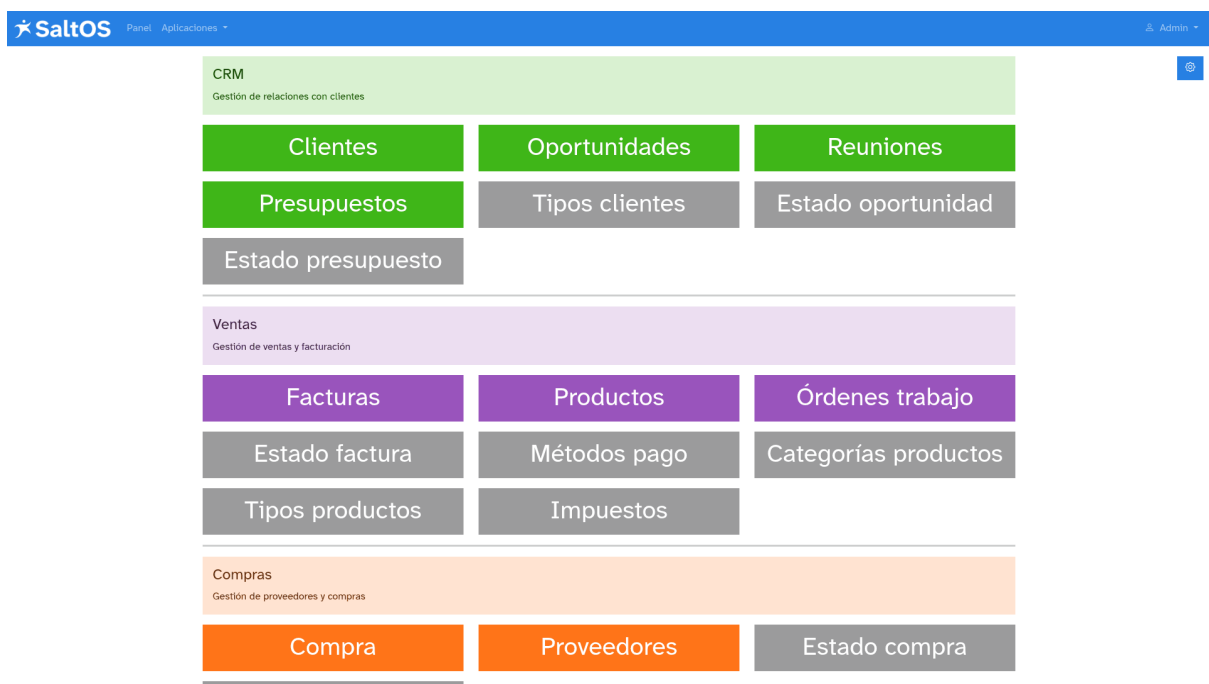 SaltOS Panel Aplicaciones Admin
CRM
Gestión de relaciones con clientes
Clientes Oportunidades Reuniones
Presupuestos Tipos clientes Estado oportunidad
Estado presupuesto
Ventas
Gestión de ventas y facturación
Facturas Productos Órdenes trabajo
Estado factura Métodos pago Categorías productos
Tipos productos Impuestos
Compras
Gestión de proveedores y compras
Compra Proveedores Estado compra